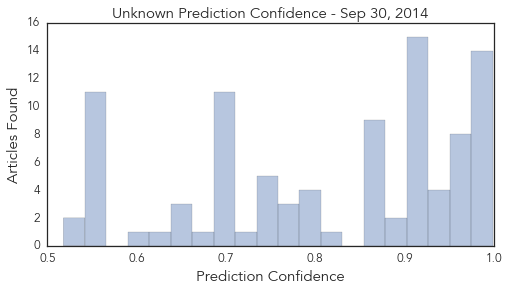 Unknown Prediction Confidence - Sep 30, 2014
16
14
12
10
8
6
4
2
0
Articles Found
0.5 0.6 0.7 0.8 0.9 1.0
Prediction Confidence